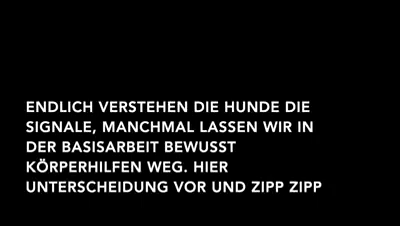 ENDLICH VERSTEHEN DIE HUNDE DIE
SIGNALE, MANCHMAL LASSEN WIR IN
DER BASISARBEIT BEWUSST
KÖRPERHILFEN WEG. HIER
UNTERSCHEIDUNG VOR UND ZIPP ZIPP